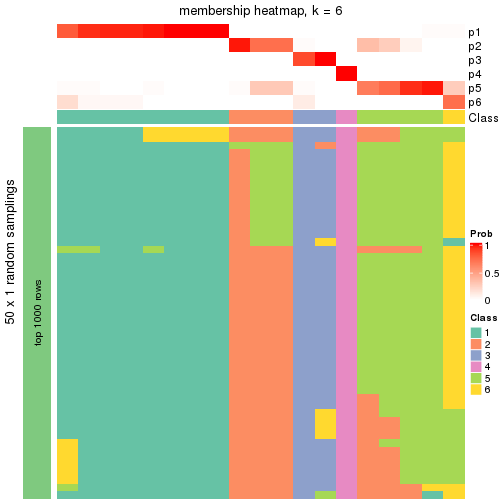 membership heatmap, k = 6
p1
p2
p3
p4
p5
p6
Class
50 x 1 random samplings
top 1000 rows
Prob
1
0.5
0
Class
1
2
3
4
5
6